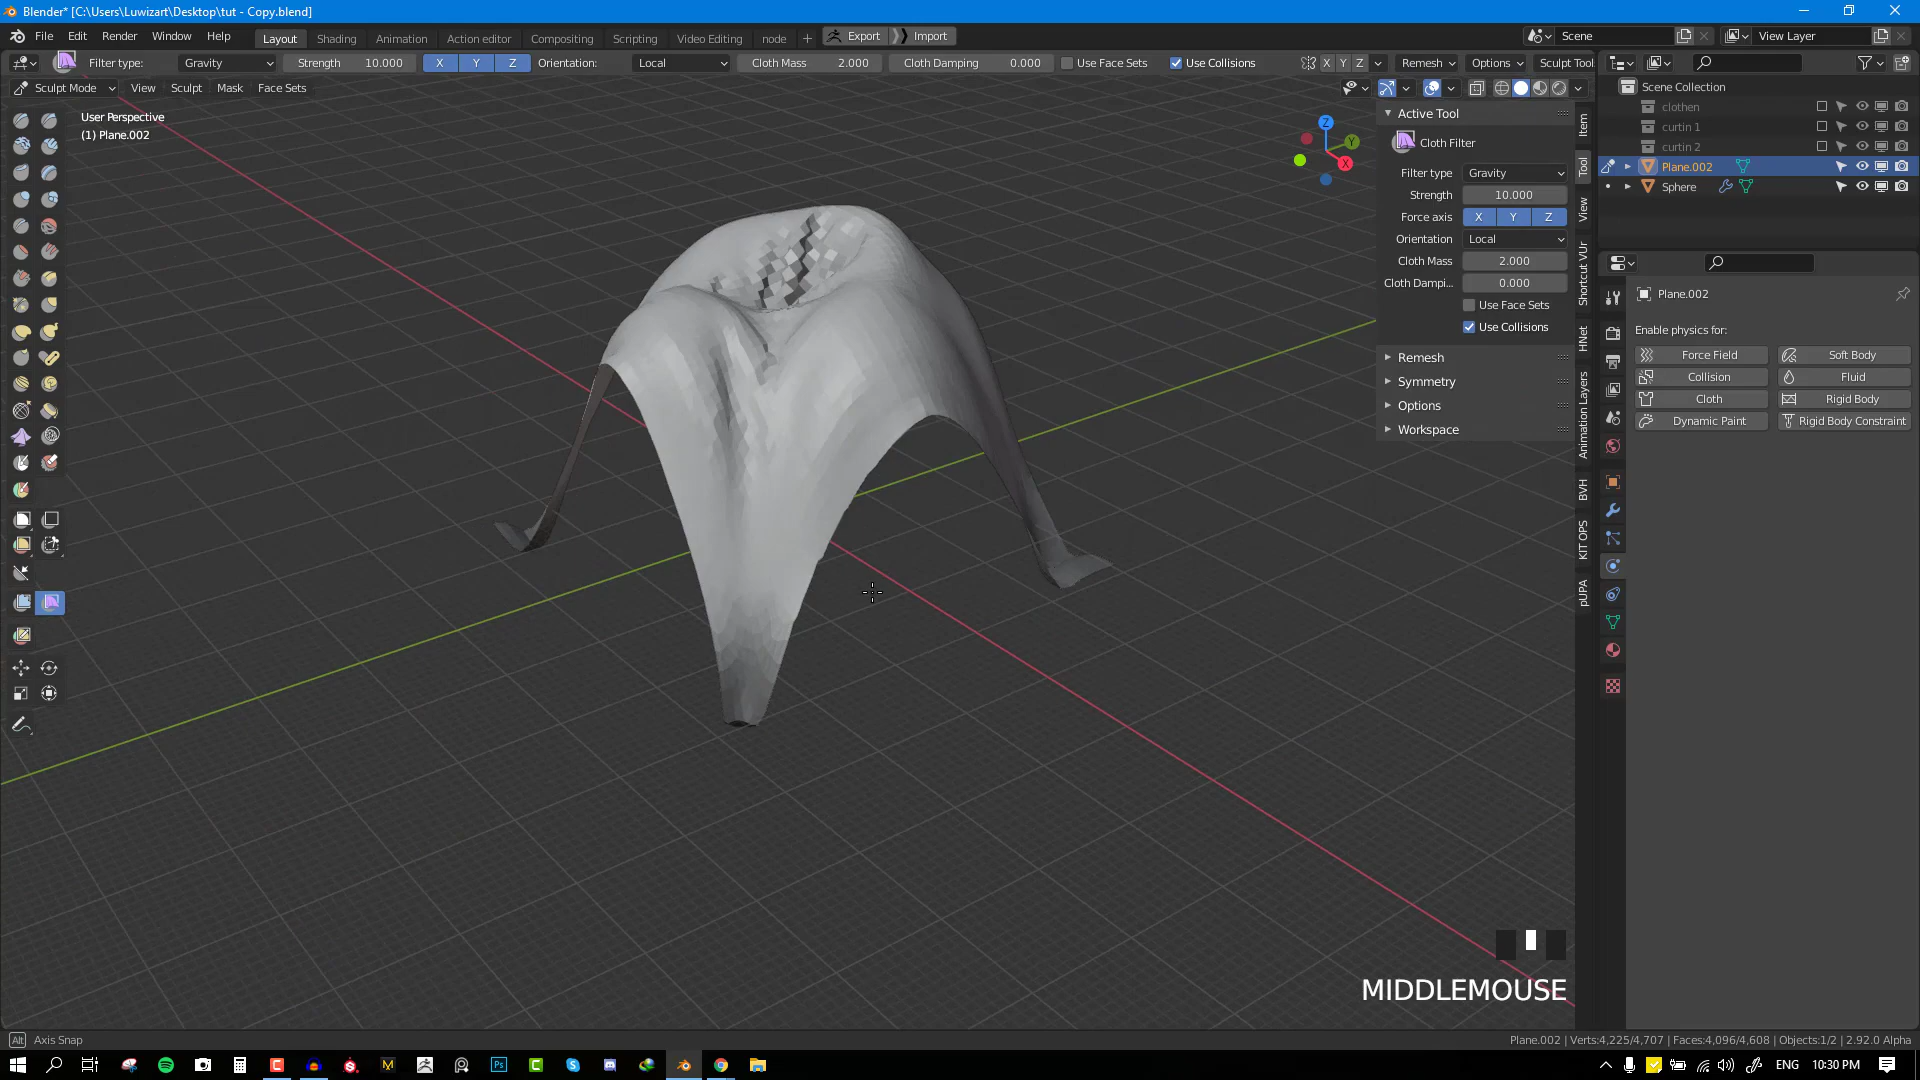 Blender* [C:\Users\Luwizart\Desktop\tut - Copy.blend]
File Edit Render Window Help Layout Shading Animation Action editor Compositing Scripting Video Editing node + Export Import Scene View Layer
Filter type: Gravity Strength 10.000 X Y Z Orientation: Local Cloth Mass 2.000 Cloth Damping 0.000 Use Face Sets Use Collisions X Y Z Remesh Options Sculpt Tool
Sculpt Mode View Sculpt Mask Face Sets
User Perspective
(1) Plane.002
Z
Y
X
Active Tool
Cloth Filter
Filter type Gravity
Strength 10.000
Force axis X Y Z
Orientation Local
Cloth Mass 2.000
Cloth Dampi... 0.000
Use Face Sets
Use Collisions
Remesh
Symmetry
Options
Workspace
Item
Tool
View
Shortcut VUr
HNet
Animation Layers
BVH
KIT OPS
pUPA
Scene Collection
clothen
curtin 1
curtin 2
Plane.002
Sphere
Plane.002
Enable physics for:
Force Field Soft Body
Collision Fluid
Cloth Rigid Body
Dynamic Paint Rigid Body Constraint
MIDDLEMOUSE
Alt Axis Snap
Plane.002 | Verts:4,225/4,707 | Faces:4,096/4,608 | Objects:1/2 | 2.92.0 Alpha
ENG 10:30 PM